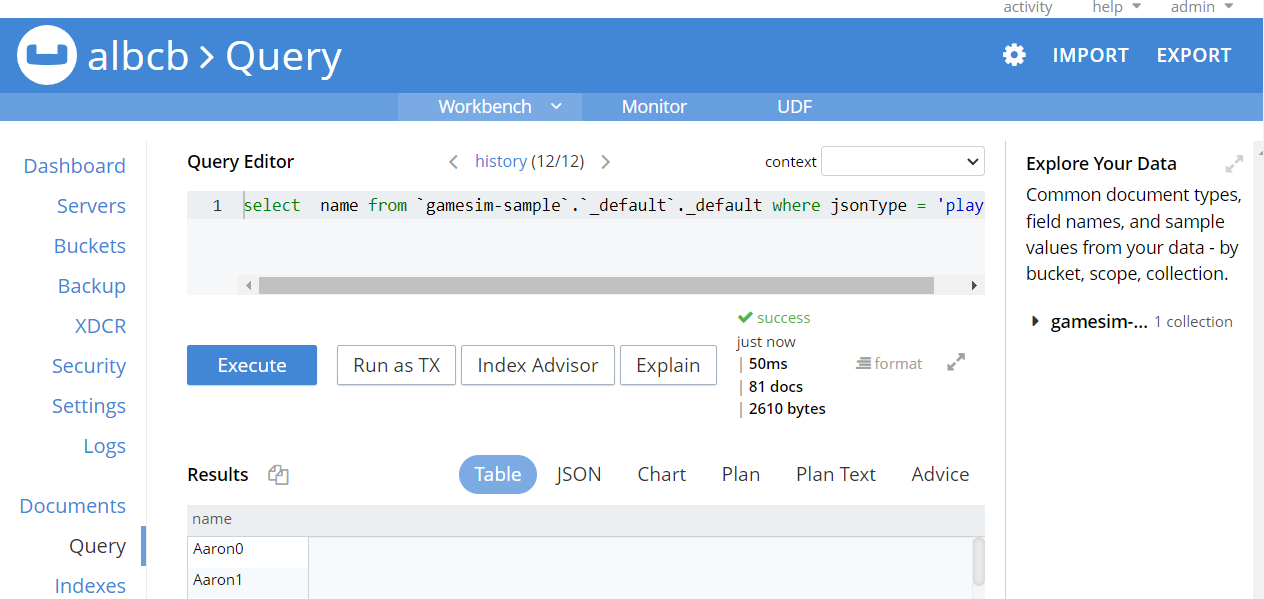 activity help admin
albcb > Query IMPORT EXPORT
Workbench Monitor UDF
Dashboard
Servers
Buckets
Backup
XDCR
Security
Settings
Logs
Documents
Query
Indexes
Query Editor < history (12/12) > context
1 select  name from `gamesim-sample`.`_default`._default where jsonType = 'play
Execute Run as TX Index Advisor Explain
success
just now
| 50ms
| 81 docs
| 2610 bytes
format
Results Table JSON Chart Plan Plan Text Advice
name
Aaron0
Aaron1
Explore Your Data
Common document types,
field names, and sample
values from your data - by
bucket, scope, collection.
gamesim-... 1 collection